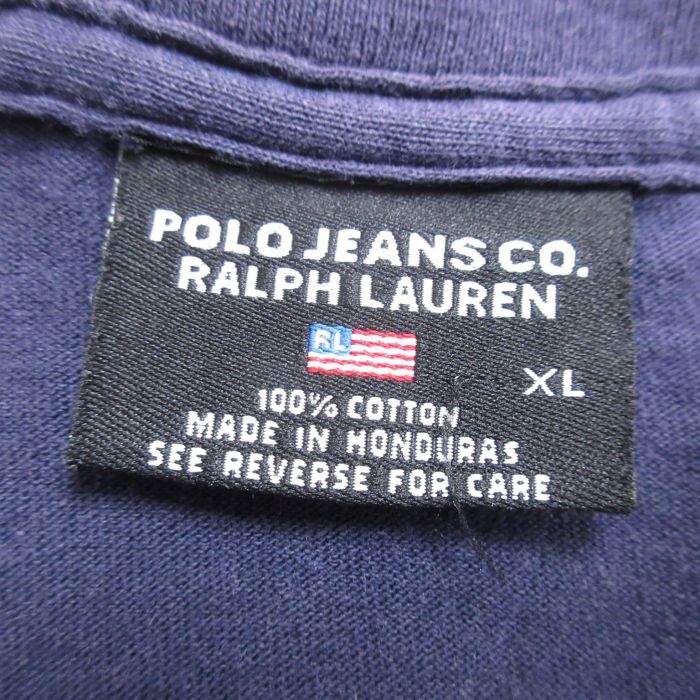 POLO JEANS CO.
RALPH LAUREN
RL
XL
100% COTTON
MADE IN HONDURAS
SEE REVERSE FOR CARE